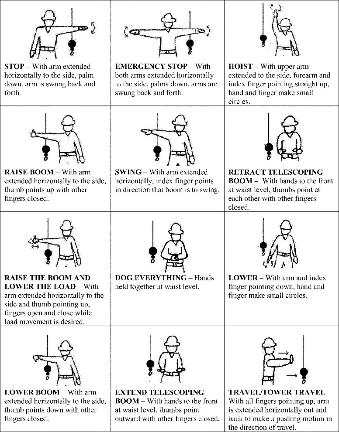 STOP – With arm extended
horizontally to the side, palm
down, arm is swung back and
forth.
EMERGENCY STOP – With
both arms extended horizontally
to the side, palms down, arms are
swung back and forth.
HOIST – With upper arm
extended to the side, forearm and
index finger pointing straight up,
hand and finger make small
circles.
RAISE BOOM – With arm
extended horizontally to the side,
thumb points up with other
fingers closed.
SWING – With arm extended
horizontally, index finger points
in direction that boom is to swing.
RETRACT TELESCOPING
BOOM – With hands to the front
at waist level, thumbs point at
each other with other fingers
closed.
RAISE THE BOOM AND
LOWER THE LOAD – With
arm extended horizontally to the
side and thumb pointing up,
fingers open and close while
load movement is desired.
DOG EVERYTHING – Hands
held together at waist level.
LOWER – With arm and index
finger pointing down, hand and
finger make small circles.
LOWER BOOM – With arm
extended horizontally to the side,
thumb points down with other
fingers closed.
EXTEND TELESCOPING
BOOM – With hands to the front
at waist level, thumbs point
outward with other fingers closed.
TRAVEL/TOWER TRAVEL
With all fingers pointing up, arm
is extended horizontally out and
back to make a pushing motion in
the direction of travel.